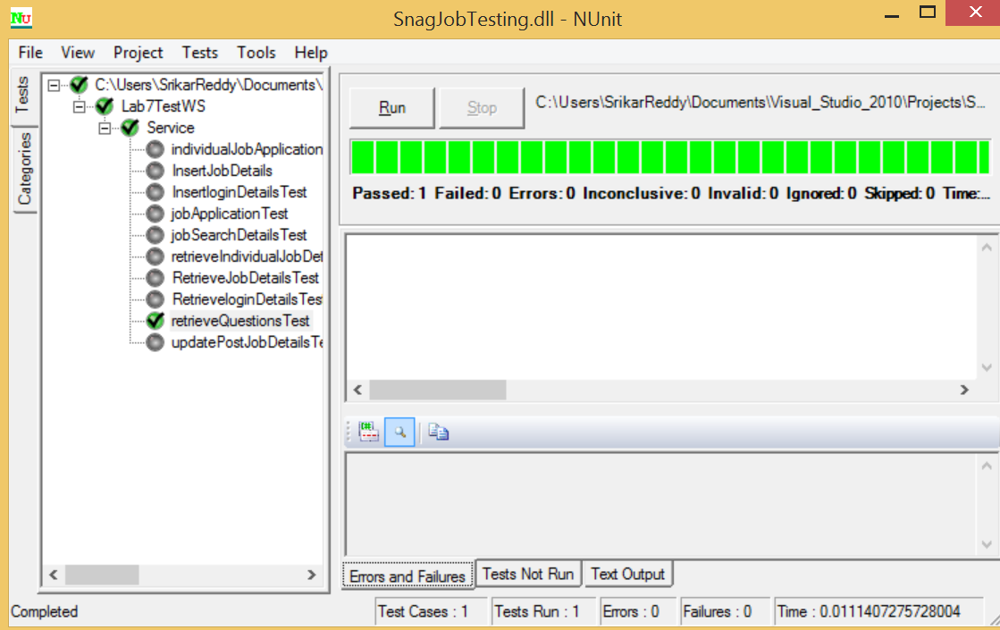 NU
SnagJobTesting.dll - NUnit
File View Project Tests Tools Help
Tests
Categories
C:\Users\SrikarReddy\Documents\
Lab7TestWS
Service
individualJobApplication
InsertJobDetails
InsertloginDetailsTest
jobApplicationTest
jobSearchDetailsTest
retrieveIndividualJobDet
RetrieveJobDetailsTest
RetrieveloginDetailsTes
retrieveQuestionsTest
updatePostJobDetailsTe
Run Stop C:\Users\SrikarReddy\Documents\Visual_Studio_2010\Projects\S...
Passed: 1 Failed: 0 Errors: 0 Inconclusive: 0 Invalid: 0 Ignored: 0 Skipped: 0 Time:...
Errors and Failures Tests Not Run Text Output
Completed Test Cases : 1 Tests Run : 1 Errors : 0 Failures : 0 Time : 0.0111407275728004